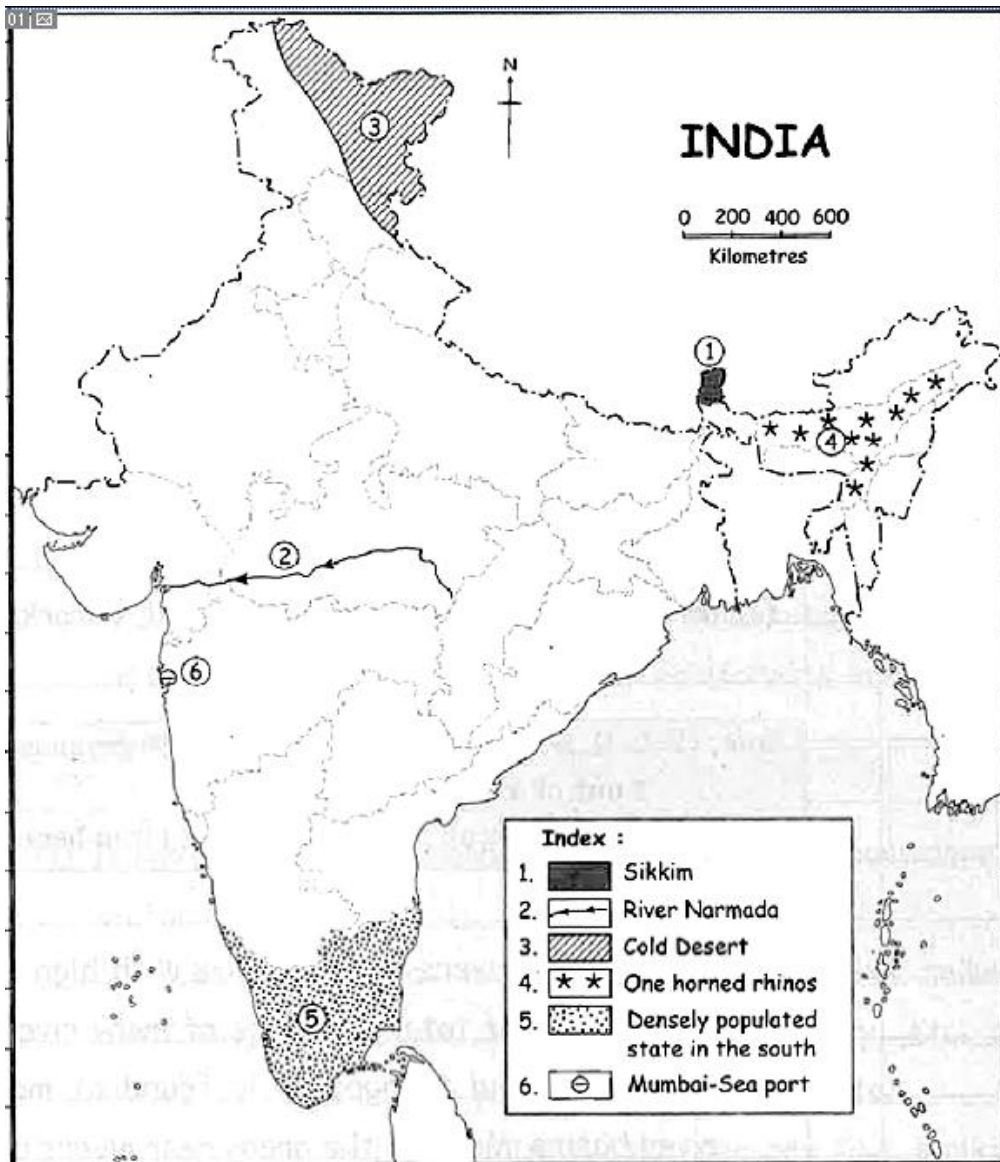 01
N
INDIA
0 200 400 600
Kilometres
3
1
4
2
6
5
Index :
1. Sikkim
2. River Narmada
3. Cold Desert
4. One horned rhinos
5. Densely populated
state in the south
6. Mumbai-Sea port